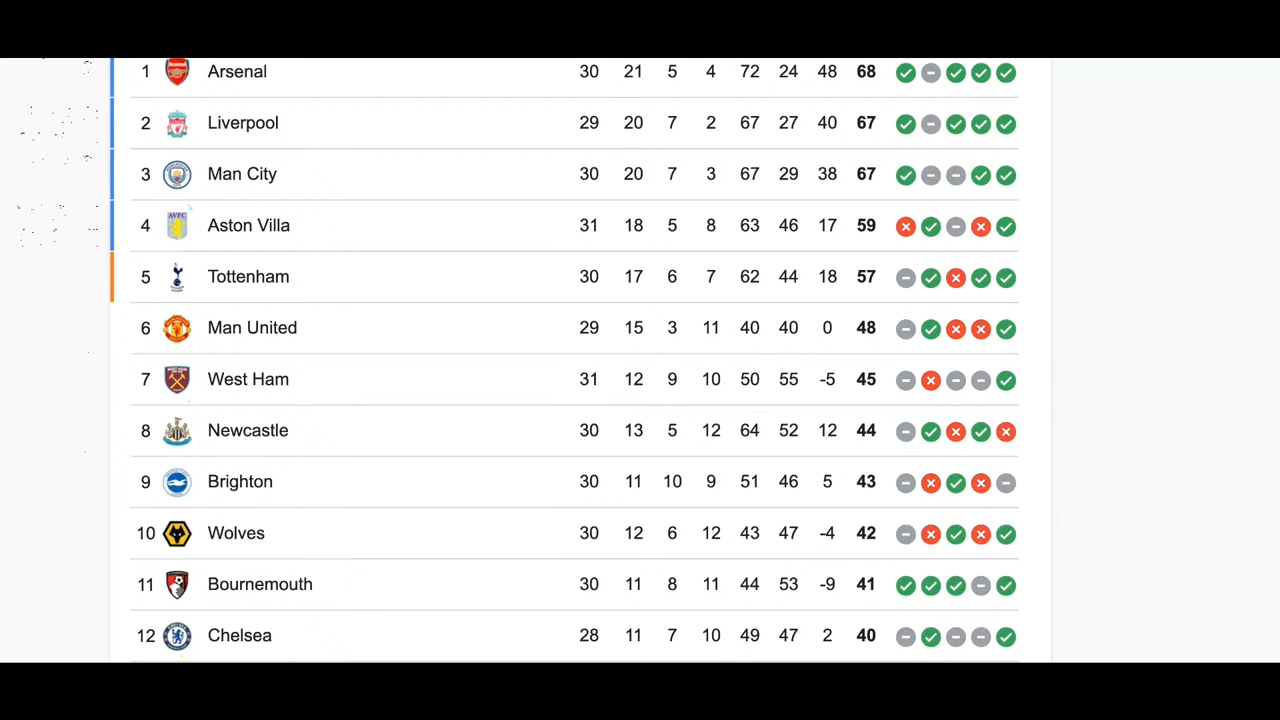 1 Arsenal 30 21 5 4 72 24 48 68
2 Liverpool 29 20 7 2 67 27 40 67
3 Man City 30 20 7 3 67 29 38 67
4 Aston Villa 31 18 5 8 63 46 17 59
5 Tottenham 30 17 6 7 62 44 18 57
6 Man United 29 15 3 11 40 40 0 48
7 West Ham 31 12 9 10 50 55 -5 45
8 Newcastle 30 13 5 12 64 52 12 44
9 Brighton 30 11 10 9 51 46 5 43
10 Wolves 30 12 6 12 43 47 -4 42
11 Bournemouth 30 11 8 11 44 53 -9 41
12 Chelsea 28 11 7 10 49 47 2 40